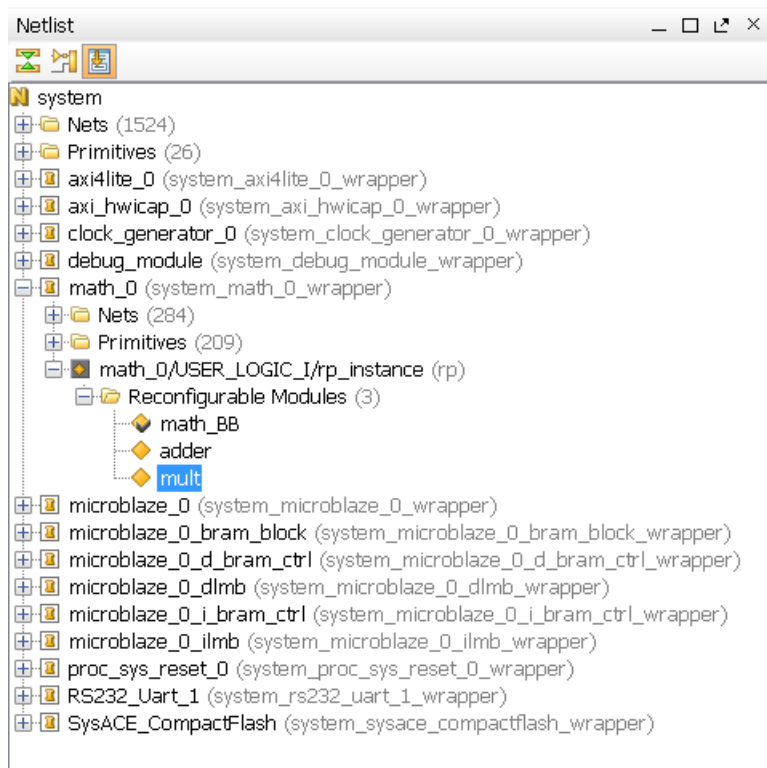 Netlist
system
Nets (1524)
Primitives (26)
axi4lite_0 (system_axi4lite_0_wrapper)
axi_hwicap_0 (system_axi_hwicap_0_wrapper)
clock_generator_0 (system_clock_generator_0_wrapper)
debug_module (system_debug_module_wrapper)
math_0 (system_math_0_wrapper)
Nets (284)
Primitives (209)
math_0/USER_LOGIC_I/rp_instance (rp)
Reconfigurable Modules (3)
math_BB
adder
mult
microblaze_0 (system_microblaze_0_wrapper)
microblaze_0_bram_block (system_microblaze_0_bram_block_wrapper)
microblaze_0_d_bram_ctrl (system_microblaze_0_d_bram_ctrl_wrapper)
microblaze_0_dlmb (system_microblaze_0_dlmb_wrapper)
microblaze_0_i_bram_ctrl (system_microblaze_0_i_bram_ctrl_wrapper)
microblaze_0_ilmb (system_microblaze_0_ilmb_wrapper)
proc_sys_reset_0 (system_proc_sys_reset_0_wrapper)
RS232_Uart_1 (system_rs232_uart_1_wrapper)
SysACE_CompactFlash (system_sysace_compactflash_wrapper)